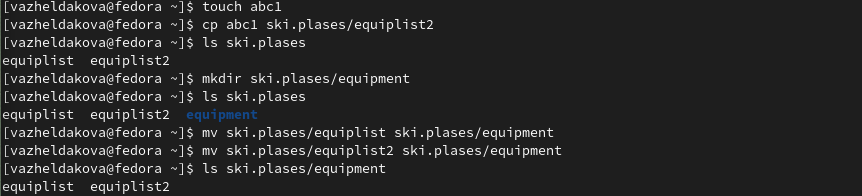 [vazheldakova@fedora ~]$ touch abc1
[vazheldakova@fedora ~]$ cp abc1 ski.plases/equiplist2
[vazheldakova@fedora ~]$ ls ski.plases
equiplist  equiplist2
[vazheldakova@fedora ~]$ mkdir ski.plases/equipment
[vazheldakova@fedora ~]$ ls ski.plases
equiplist  equiplist2  equipment
[vazheldakova@fedora ~]$ mv ski.plases/equiplist ski.plases/equipment
[vazheldakova@fedora ~]$ mv ski.plases/equiplist2 ski.plases/equipment
[vazheldakova@fedora ~]$ ls ski.plases/equipment
equiplist  equiplist2